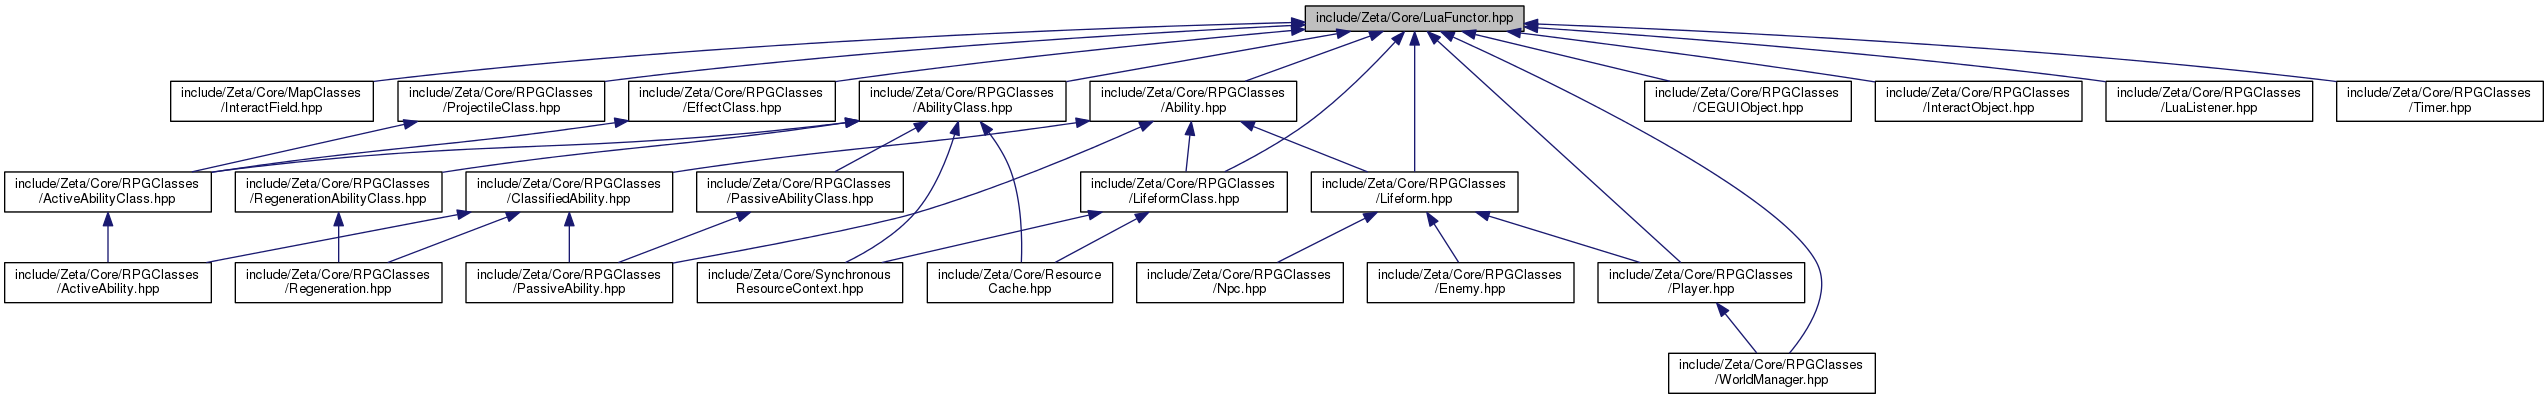 include/Zeta/Core/LuaFunctor.hpp
include/Zeta/Core/MapClasses
/InteractField.hpp
include/Zeta/Core/RPGClasses
/ProjectileClass.hpp
include/Zeta/Core/RPGClasses
/EffectClass.hpp
include/Zeta/Core/RPGClasses
/AbilityClass.hpp
include/Zeta/Core/RPGClasses
/Ability.hpp
include/Zeta/Core/RPGClasses
/CEGUIObject.hpp
include/Zeta/Core/RPGClasses
/InteractObject.hpp
include/Zeta/Core/RPGClasses
/LuaListener.hpp
include/Zeta/Core/RPGClasses
/Timer.hpp
include/Zeta/Core/RPGClasses
/ActiveAbilityClass.hpp
include/Zeta/Core/RPGClasses
/RegenerationAbilityClass.hpp
include/Zeta/Core/RPGClasses
/ClassifiedAbility.hpp
include/Zeta/Core/RPGClasses
/PassiveAbilityClass.hpp
include/Zeta/Core/RPGClasses
/LifeformClass.hpp
include/Zeta/Core/RPGClasses
/Lifeform.hpp
include/Zeta/Core/RPGClasses
/ActiveAbility.hpp
include/Zeta/Core/RPGClasses
/Regeneration.hpp
include/Zeta/Core/RPGClasses
/PassiveAbility.hpp
include/Zeta/Core/Synchronous
ResourceContext.hpp
include/Zeta/Core/Resource
Cache.hpp
include/Zeta/Core/RPGClasses
/Npc.hpp
include/Zeta/Core/RPGClasses
/Enemy.hpp
include/Zeta/Core/RPGClasses
/Player.hpp
include/Zeta/Core/RPGClasses
/WorldManager.hpp